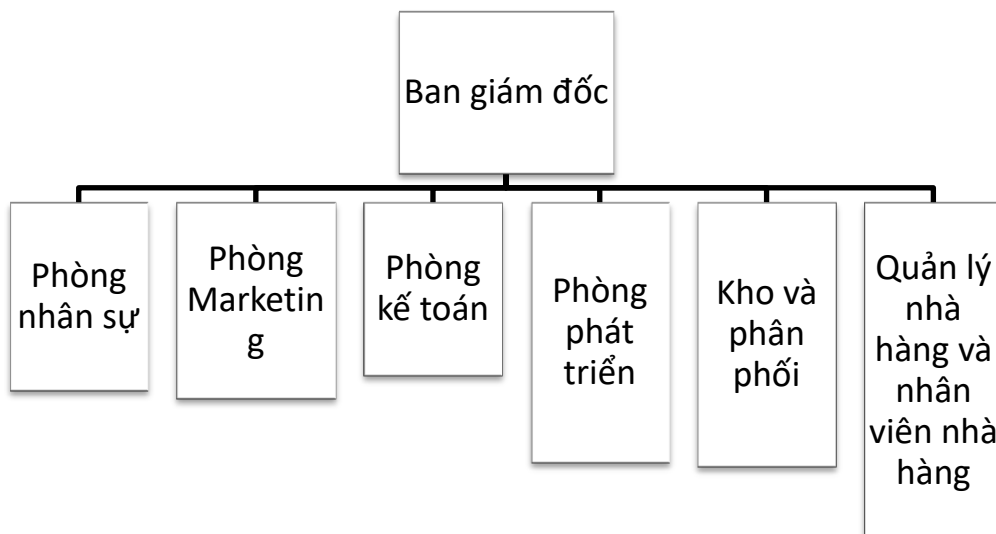 Ban giám đốc
Phòng
nhân sự
Phòng
Marketin
g
Phòng
kế toán
Phòng
phát
triển
Kho và
phân
phối
Quản lý
nhà
hàng và
nhân
viên nhà
hàng